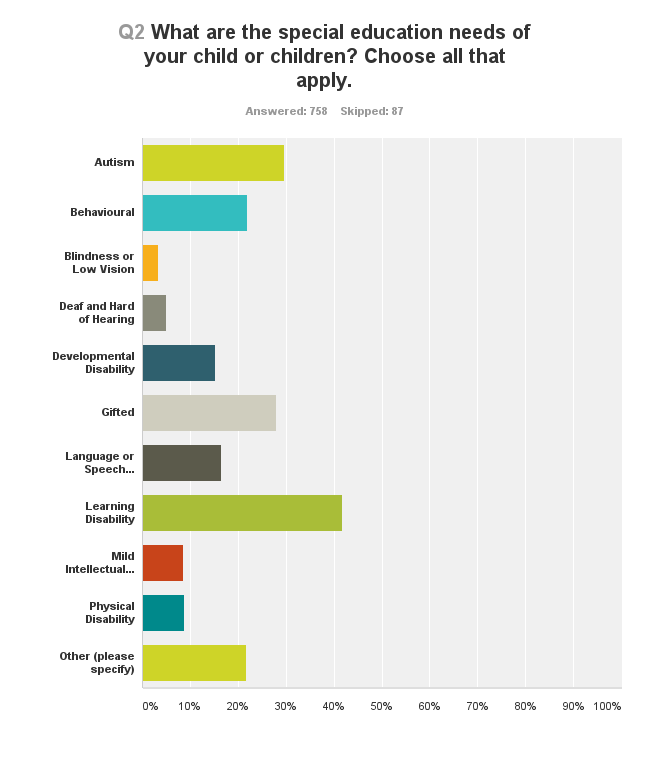 Q2 What are the special education needs of
your child or children? Choose all that
apply.
Answered: 758 Skipped: 87
Autism
Behavioural
Blindness or
Low Vision
Deaf and Hard
of Hearing
Developmental
Disability
Gifted
Language or
Speech...
Learning
Disability
Mild
Intellectual...
Physical
Disability
Other (please
specify)
0% 10% 20% 30% 40% 50% 60% 70% 80% 90% 100%